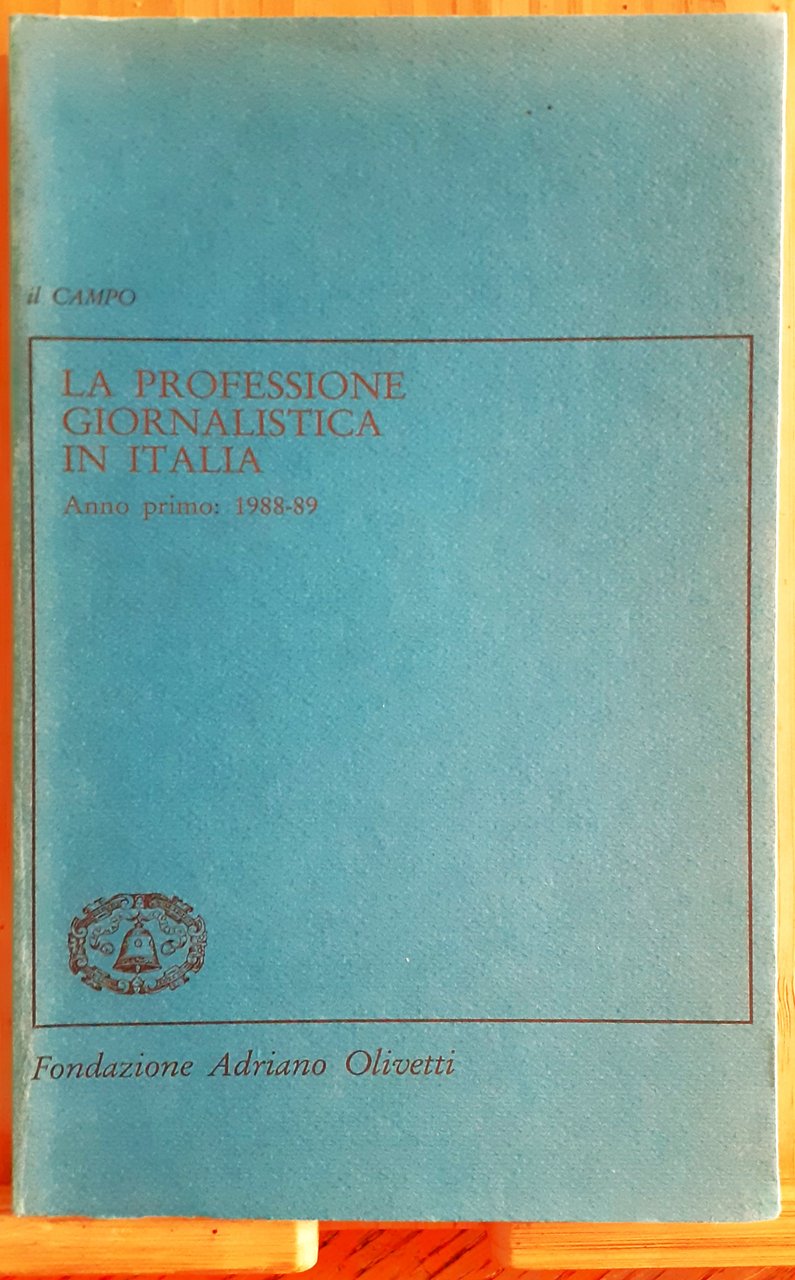 il CAMPO
LA PROFESSIONE
GIORNALISTICA
IN ITALIA
Anno primo: 1988-89
Fondazione Adriano Olivetti